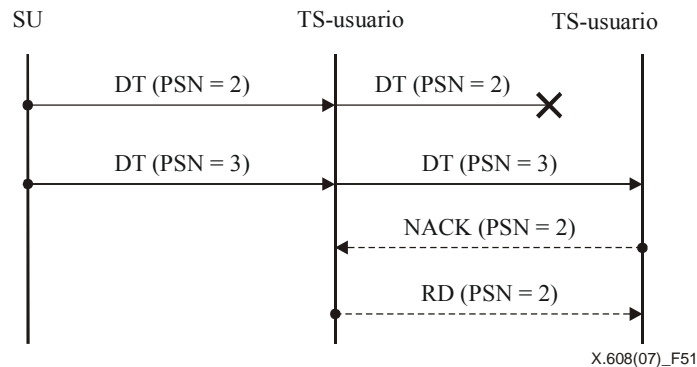 SU TS-usuario TS-usuario
DT (PSN = 2) DT (PSN = 2)
DT (PSN = 3) DT (PSN = 3)
NACK (PSN = 2)
RD (PSN = 2)
X.608(07)_F51